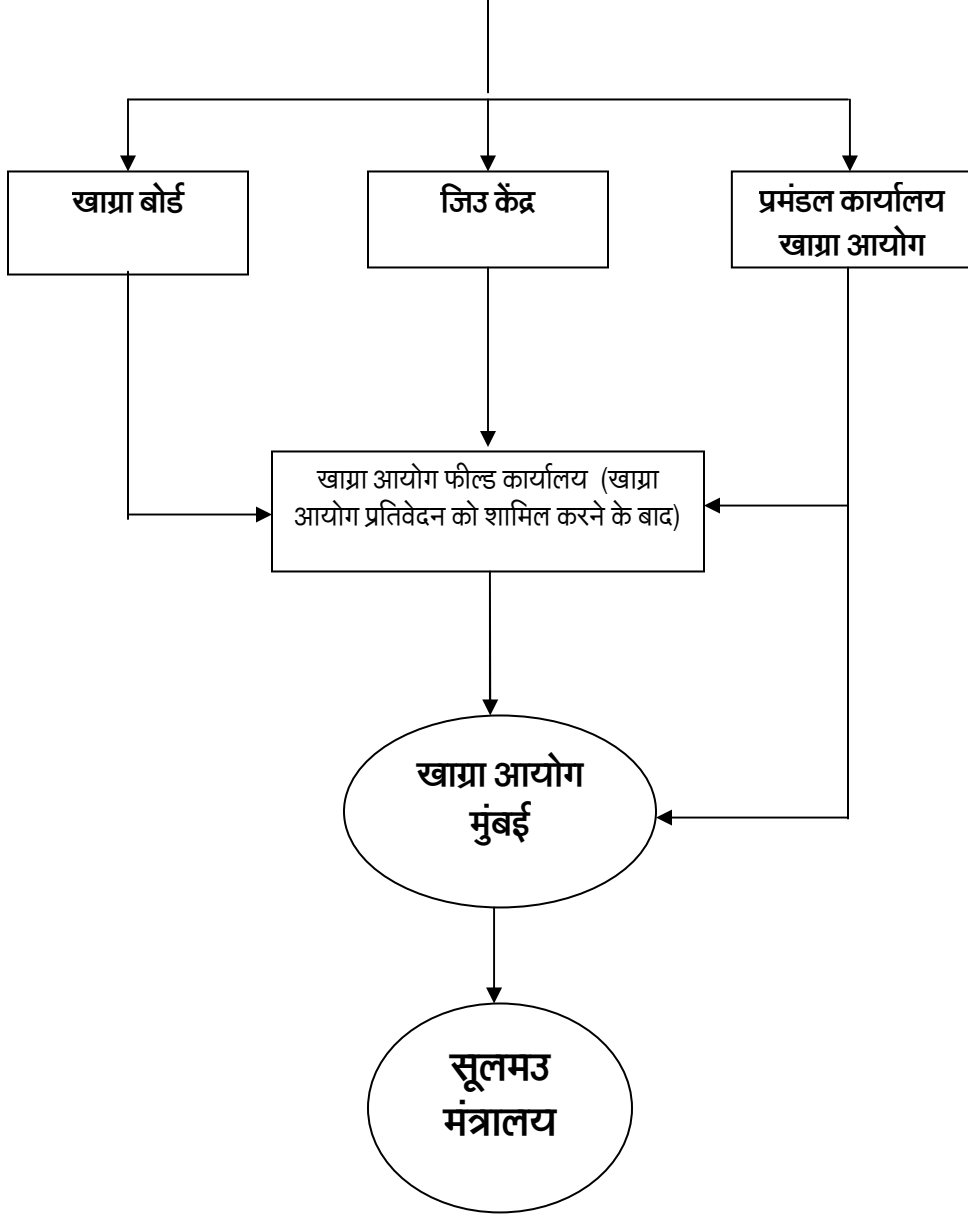 खाग्रा बोर्ड
जिउ केंद्र
प्रमंडल कार्यालय
खाग्रा आयोग
खाग्रा आयोग फील्ड कार्यालय (खाग्रा
आयोग प्रतिवेदन को शामिल करने के बाद)
खाग्रा आयोग
मुंबई
सूलमउ
मंत्रालय